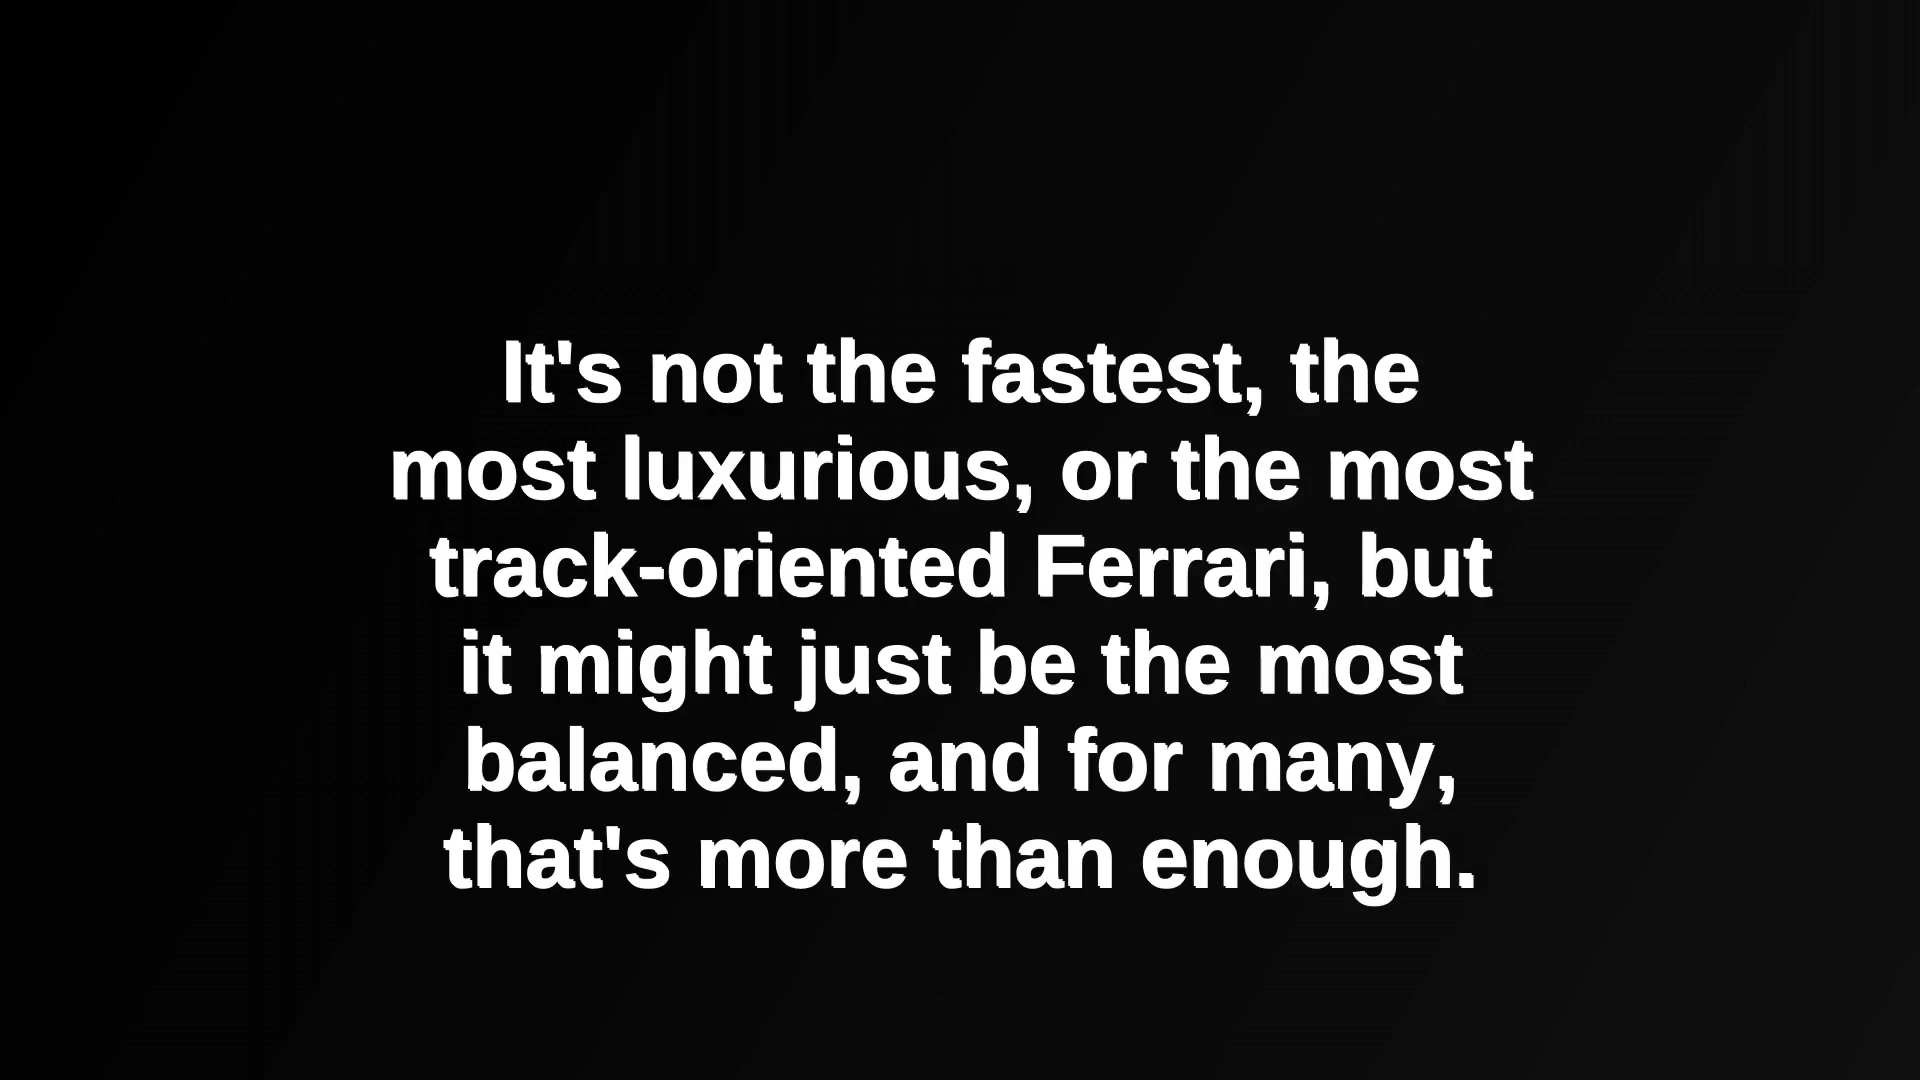 It's not the fastest, the
most luxurious, or the most
track-oriented Ferrari, but
it might just be the most
balanced, and for many,
that's more than enough.